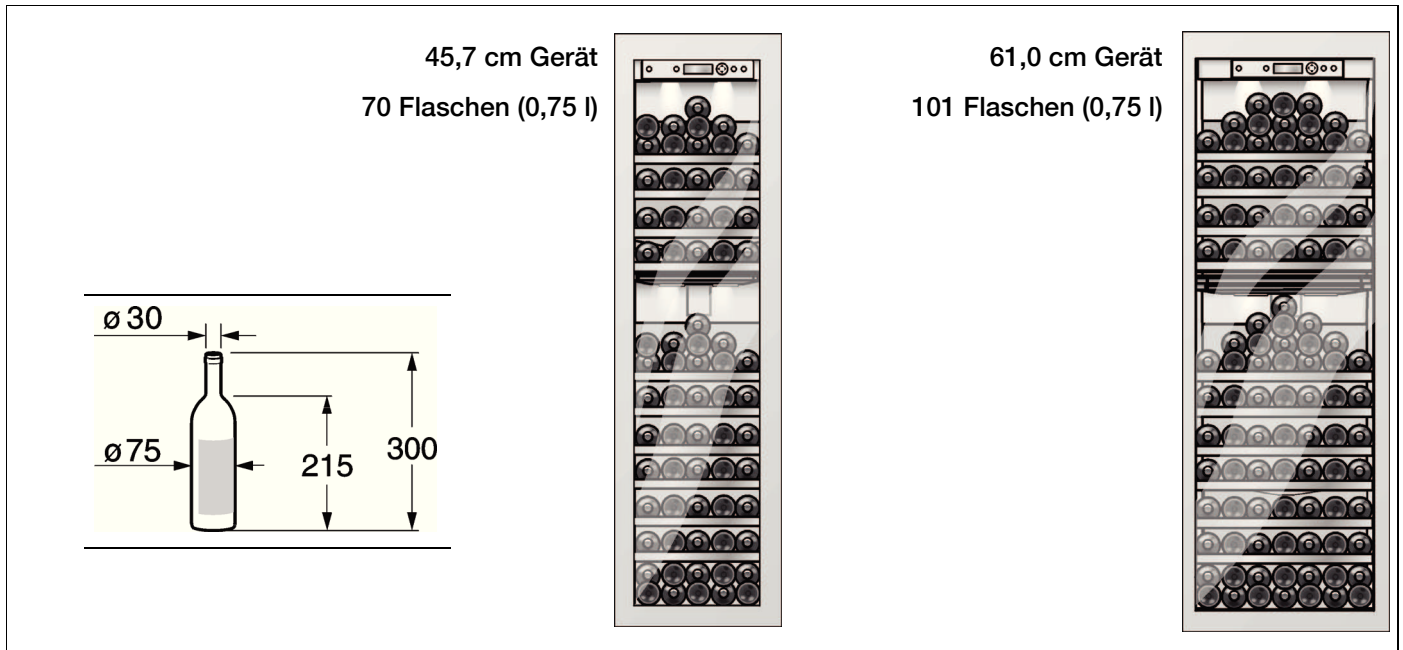 45,7 cm Gerät
70 Flaschen (0,75 l)
61,0 cm Gerät
101 Flaschen (0,75 l)
ø 30
ø 75
215
300